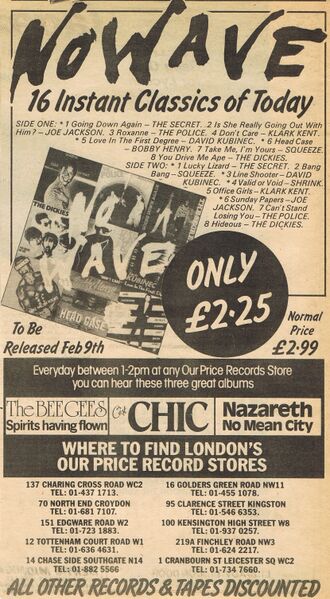 NO WAVE
16 Instant Classics of Today
SIDE ONE: * 1 Going Down Again – THE SECRET. 2 Is She Really Going Out With
Him? – JOE JACKSON. 3 Roxanne – THE POLICE. 4 Don't Care – KLARK KENT.
* 5 Love In The First Degree – DAVID KUBINEC. * 6 Head Case
– BOBBY HENRY. 7 Take Me, I'm Yours – SQUEEZE.
8 You Drive Me Ape – THE DICKIES.
SIDE TWO: * 1 Lucky Lizard – THE SECRET. 2 Bang
Bang – SQUEEZE. * 3 Line Shooter – DAVID
KUBINEC. * 4 Valid or Void – SHRINK.
5 Office Girls – KLARK KENT.
* 6 Sunday Papers – JOE
JACKSON. 7 Can't Stand
Losing You – THE POLICE.
8 Hideous – THE DICKIES.
THE DICKIES
NO
WAVE
KUBINEC
HEAD CASE
ONLY
£2·25
To Be
Released Feb 9th
Normal
Price
£2·99
Everyday between 1-2pm at any Our Price Records Store
you can hear these three great albums
The BEE GEES
Spirits having flown
C'est
CHIC
Nazareth
No Mean City
WHERE TO FIND LONDON'S
OUR PRICE RECORD STORES
137 CHARING CROSS ROAD WC2
TEL: 01-437 1713.
70 NORTH END CROYDON
TEL: 01-681 7107.
151 EDGWARE ROAD W2
TEL: 01-723 1883.
12 TOTTENHAM COURT ROAD W1
TEL: 01-636 4631.
14 CHASE SIDE SOUTHGATE N14
TEL: 01-882 5566
16 GOLDERS GREEN ROAD NW11
TEL: 01-455 1078.
95 CLARENCE STREET KINGSTON
TEL: 01-546 6353.
100 KENSINGTON HIGH STREET W8
TEL: 01-937 0257.
219A FINCHLEY ROAD NW3
TEL: 01-624 2217.
1 CRANBOURN ST LEICESTER SQ WC2
TEL: 01-734 7660.
ALL OTHER RECORDS & TAPES DISCOUNTED